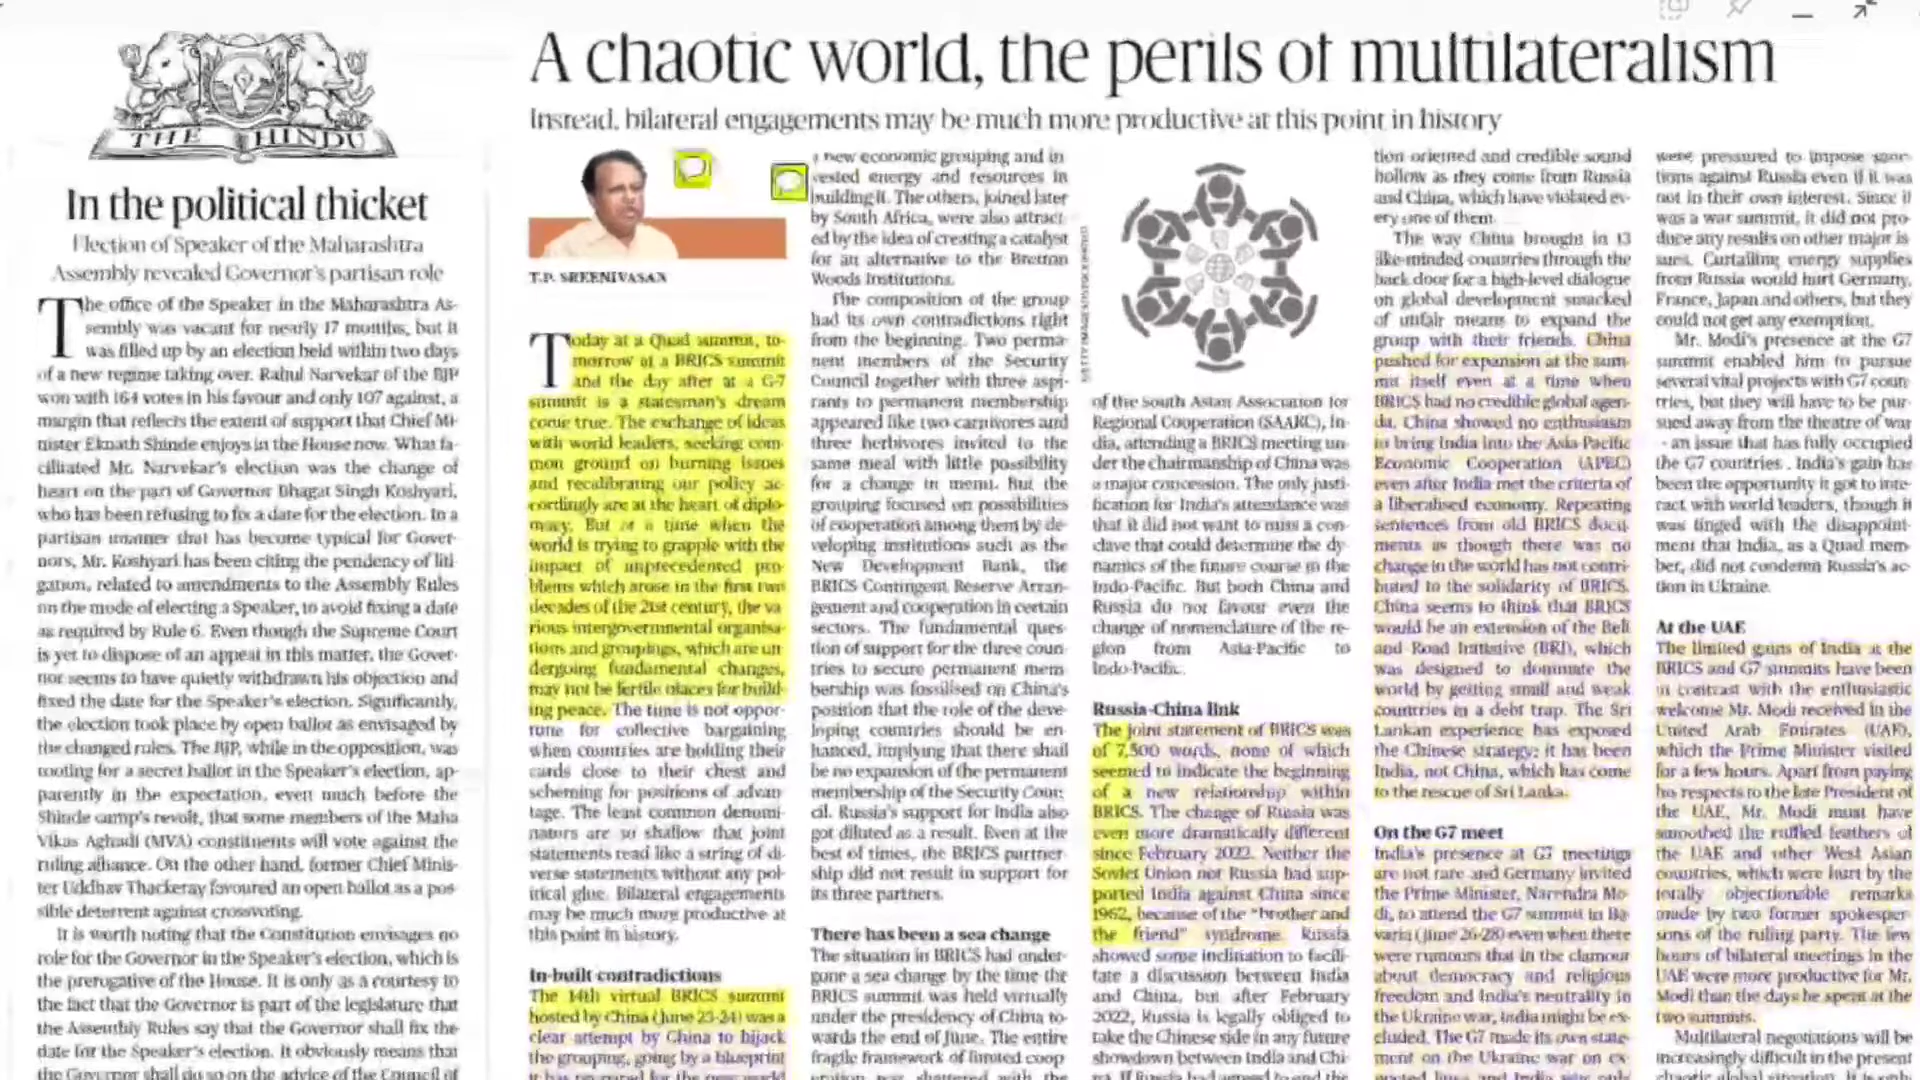 THE HINDU
In the political thicket
Election of Speaker of the Maharashtra
Assembly revealed Governor's partisan role
The office of the Speaker in the Maharashtra As-
sembly was vacant for nearly 17 months, but it
was filled up by an election held within two days
of a new regime taking over. Rahul Narvekar of the BJP
won with 164 votes in his favour and only 107 against, a
margin that reflects the extent of support that Chief Mi-
nister Eknath Shinde enjoys in the House now. What fa-
cilitated Mr. Narvekar's election was the change of
heart on the part of Governor Bhagat Singh Koshyari,
who has been refusing to fix a date for the election. In a
partisan manner that has become typical for Gover-
nors, Mr. Koshyari has been citing the pendency of liti-
gation, related to amendments to the Assembly Rules
on the mode of electing a Speaker, to avoid fixing a date
as required by Rule 6. Even though the Supreme Court
is yet to dispose of an appeal in this matter, the Gover-
nor seems to have quietly withdrawn his objection and
fixed the date for the Speaker's election. Significantly,
the election took place by open ballot as envisaged by
the changed rules. The BJP, while in the opposition, was
rooting for a secret ballot in the Speaker's election, ap-
parently in the expectation, even much before the
Shinde camp's revolt, that some members of the Maha
Vikas Aghadi (MVA) constituents will vote against the
ruling alliance. On the other hand, former Chief Minis-
ter Uddhav Thackeray favoured an open ballot as a pos-
sible deterrent against crossvoting.
It is worth noting that the Constitution envisages no
role for the Governor in the Speaker's election, which is
the prerogative of the House. It is only as a courtesy to
the fact that the Governor is part of the legislature that
the Assembly Rules say that the Governor shall fix the
date for the Speaker's election. It obviously means that
the Governor shall do so on the advice of the Council of
A chaotic world, the perils of multilateralism
Instead, bilateral engagements may be much more productive at this point in history
T.P. SREENIVASAN
Today at a Quad summit, to-
morrow at a BRICS summit
and the day after at a G-7
summit is a statesman's dream
come true. The exchange of ideas
with world leaders, seeking com-
mon ground on burning issues
and recalibrating our policy ac-
cordingly are at the heart of diplo-
macy. But at a time when the
world is trying to grapple with the
impact of unprecedented pro-
blems which arose in the first two
decades of the 21st century, the va-
rious intergovernmental organisa-
tions and groupings, which are un-
dergoing fundamental changes,
may not be fertile places for build-
ing peace. The time is not oppor-
tune for collective bargaining
when countries are holding their
cards close to their chest and
scheming for positions of advan-
tage. The least common denomi-
nators are so shallow that joint
statements read like a string of di-
verse statements without any pol-
itical glue. Bilateral engagements
may be much more productive at
this point in history.
In-built contradictions
The 14th virtual BRICS summit
hosted by China (June 23-24) was a
clear attempt by China to hijack
the grouping, going by a blueprint
it has prepared for the new world
a new economic grouping and in
vested energy and resources in
building it. The others, joined later
by South Africa, were also attract-
ed by the idea of creating a catalyst
for an alternative to the Bretton
Woods Institutions.
The composition of the group
had its own contradictions right
from the beginning. Two perma-
nent members of the Security
Council together with three aspi-
rants to permanent membership
appeared like two carnivores and
three herbivores invited to the
same meal with little possibility
for a change in menu. But the
grouping focused on possibilities
of cooperation among them by de-
veloping institutions such as the
New Development Bank, the
BRICS Contingent Reserve Arran-
gement and cooperation in certain
sectors. The fundamental ques-
tion of support for the three coun-
tries to secure permanent mem-
bership was fossilised on China's
position that the role of the deve-
loping countries should be en-
hanced, implying that there shall
be no expansion of the permanent
membership of the Security Coun-
cil. Russia's support for India also
got diluted as a result. Even at the
best of times, the BRICS partner-
ship did not result in support for
its three partners.
There has been a sea change
The situation in BRICS had under-
gone a sea change by the time the
BRICS summit was held virtually
under the presidency of China to-
wards the end of June. The entire
fragile framework of limited coop
eration was shattered with the
of the South Asian Association for
Regional Cooperation (SAARC), In-
dia, attending a BRICS meeting un-
der the chairmanship of China was
a major concession. The only justi-
fication for India's attendance was
that it did not want to miss a con-
clave that could determine the dy-
namics of the future course in the
Indo-Pacific. But both China and
Russia do not favour even the
change of nomenclature of the re-
gion from Asia-Pacific to
Indo-Pacific.
Russia-China link
The joint statement of BRICS was
of 7,500 words, none of which
seemed to indicate the beginning
of a new relationship within
BRICS. The change of Russia was
even more dramatically different
since February 2022. Neither the
Soviet Union nor Russia had sup-
ported India against China since
1962, because of the "brother and
the friend" syndrome. Russia
showed some inclination to facili-
tate a discussion between India
and China, but after February
2022, Russia is legally obliged to
take the Chinese side in any future
showdown between India and Chi-
na. If Russia had agreed to end the
tion oriented and credible sound
hollow as they come from Russia
and China, which have violated ev-
ery one of them.
The way China brought in 13
like-minded countries through the
back door for a high-level dialogue
on global development smacked
of unfair means to expand the
group with their friends. China
pushed for expansion at the sum-
mit itself even at a time when
BRICS had no credible global agen-
da. China showed no enthusiasm
to bring India into the Asia-Pacific
Economic Cooperation (APEC)
even after India met the criteria of
a liberalised economy. Repeating
sentences from old BRICS docu-
ments as though there was no
change in the world has not contri-
buted to the solidarity of BRICS.
China seems to think that BRICS
would be an extension of the Belt
and Road Initiative (BRI), which
was designed to dominate the
world by getting small and weak
countries in a debt trap. The Sri
Lankan experience has exposed
the Chinese strategy; it has been
India, not China, which has come
to the rescue of Sri Lanka.
On the G7 meet
India's presence at G7 meetings
are not rare and Germany invited
the Prime Minister, Narendra Mo-
di, to attend the G7 summit in Ba-
varia (June 26-28) even when there
were rumours that in the clamour
about democracy and religious
freedom and India's neutrality in
the Ukraine war, India might be ex-
cluded. The G7 made its own state-
ment on the Ukraine war on ex-
pected lines and India was only
were pressured to impose sanc-
tions against Russia even if it was
not in their own interest. Since it
was a war summit, it did not pro-
duce any results on other major is-
sues. Curtailing energy supplies
from Russia would hurt Germany,
France, Japan and others, but they
could not get any exemption.
Mr. Modi's presence at the G7
summit enabled him to pursue
several vital projects with G7 coun-
tries, but they will have to be pur-
sued away from the theatre of war
- an issue that has fully occupied
the G7 countries . India's gain has
been the opportunity it got to inte-
ract with world leaders, though it
was tinged with the disappoint-
ment that India, as a Quad mem-
ber, did not condemn Russia's ac-
tion in Ukraine.
At the UAE
The limited gains of India at the
BRICS and G7 summits have been
in contrast with the enthusiastic
welcome Mr. Modi received in the
United Arab Emirates (UAE),
which the Prime Minister visited
for a few hours. Apart from paying
his respects to the late President of
the UAE, Mr. Modi must have
smoothed the ruffled feathers of
the UAE and other West Asian
countries, which were hurt by the
totally objectionable remarks
made by two former spokesper-
sons of the ruling party. The few
hours of bilateral meetings in the
UAE were more productive for Mr.
Modi than the days he spent at the
two summits.
Multilateral negotiations will be
increasingly difficult in the present
chaotic global situation. It is only